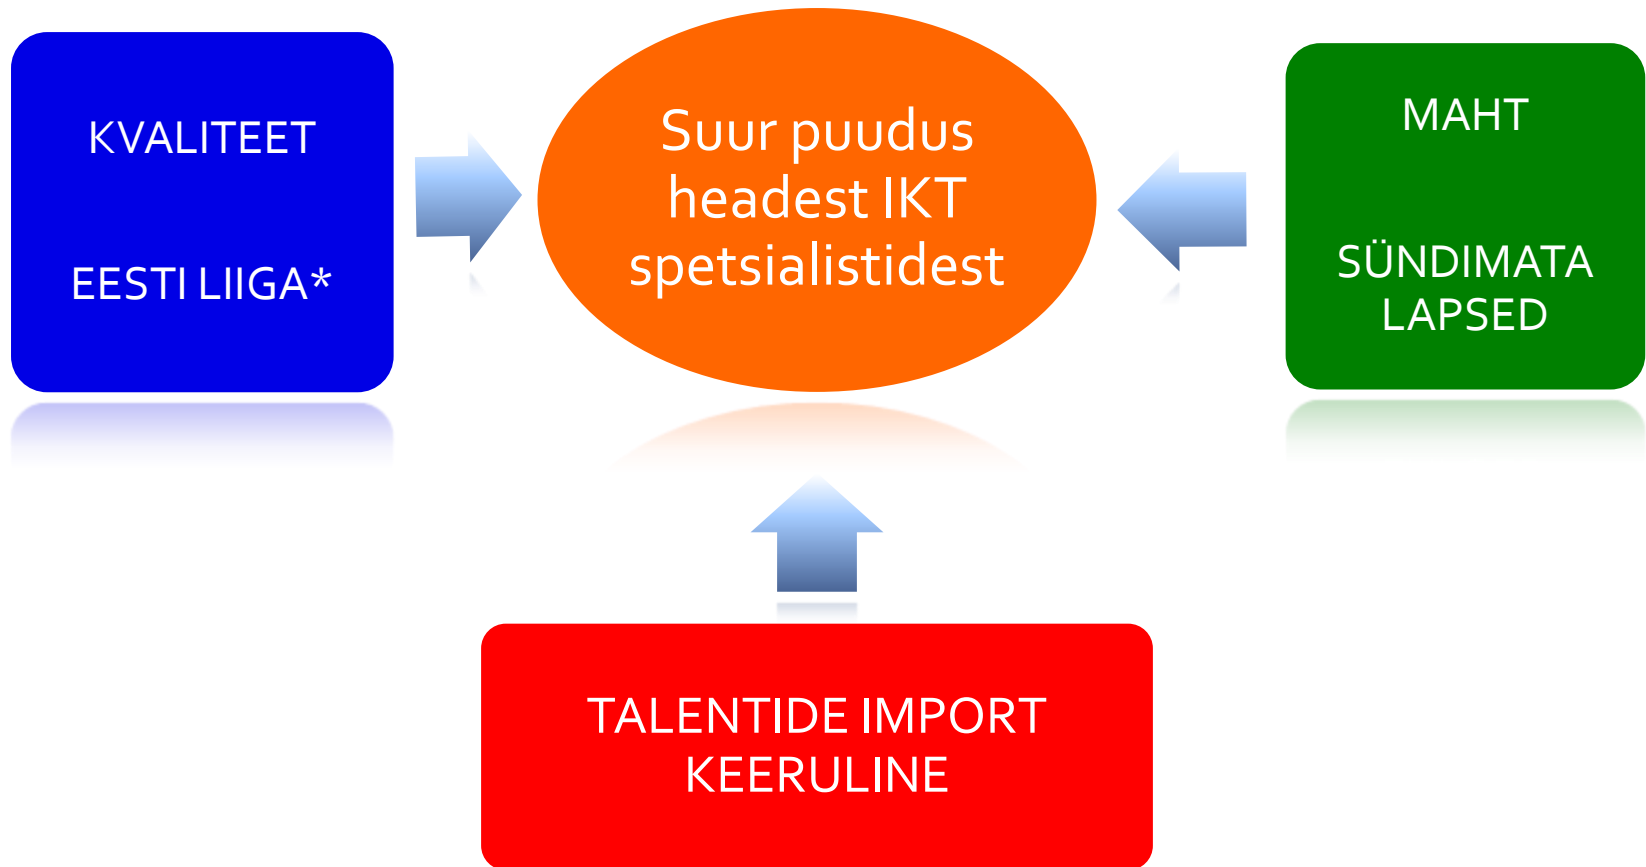 KVALITEET
EESTI LIIGA*
Suur puudus
headest IKT
spetsialistidest
MAHT
SÜNDIMATA
LAPSED
TALENTIDE IMPORT
KEERULINE